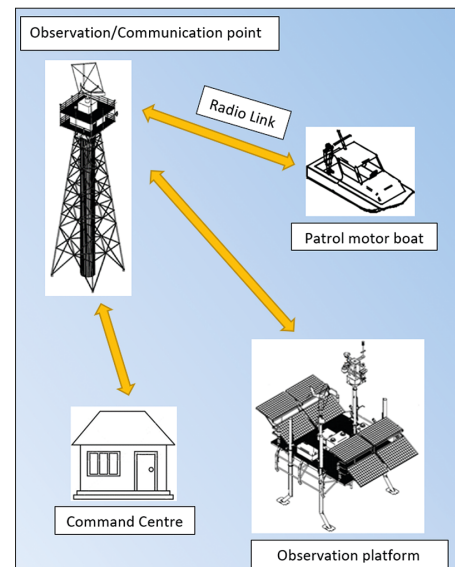 Observation/Communication point
Radio Link
Patrol motor boat
Command Centre
Observation platform